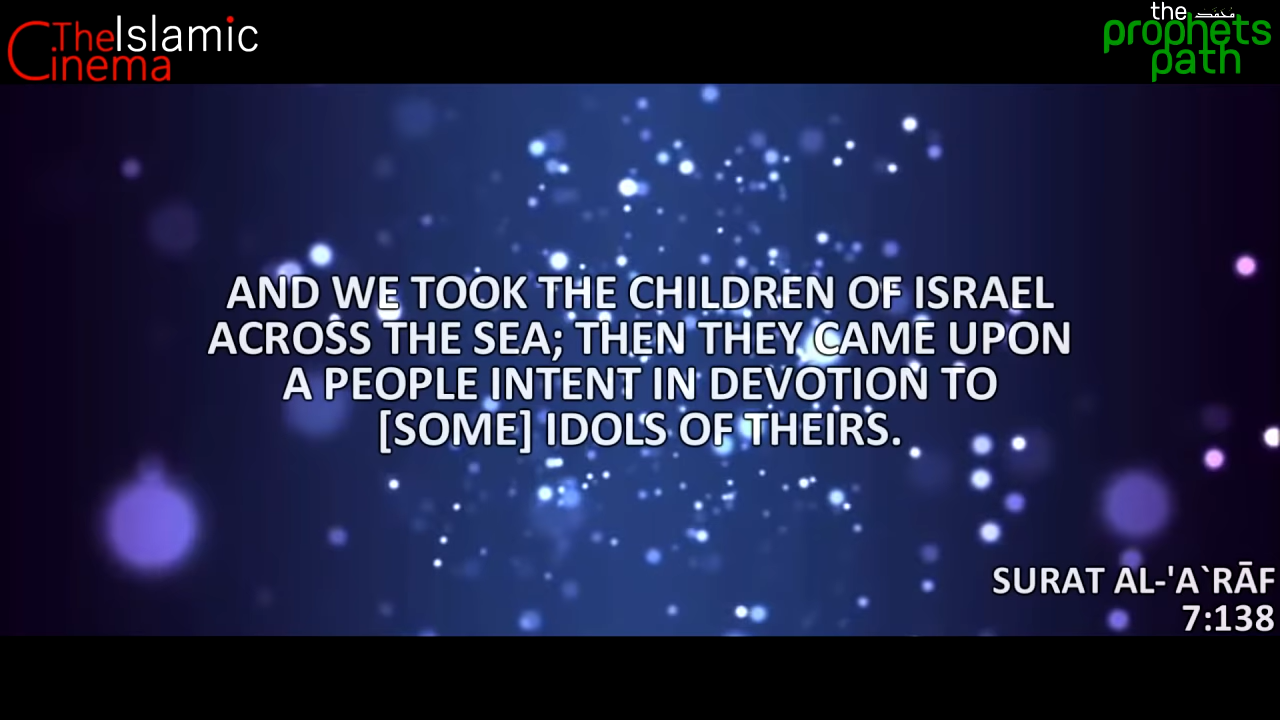 The Islamic
Cinema
the محمد
prophets
path
AND WE TOOK THE CHILDREN OF ISRAEL
ACROSS THE SEA; THEN THEY CAME UPON
A PEOPLE INTENT IN DEVOTION TO
[SOME] IDOLS OF THEIRS.
SURAT AL-'A`RĀF
7:138